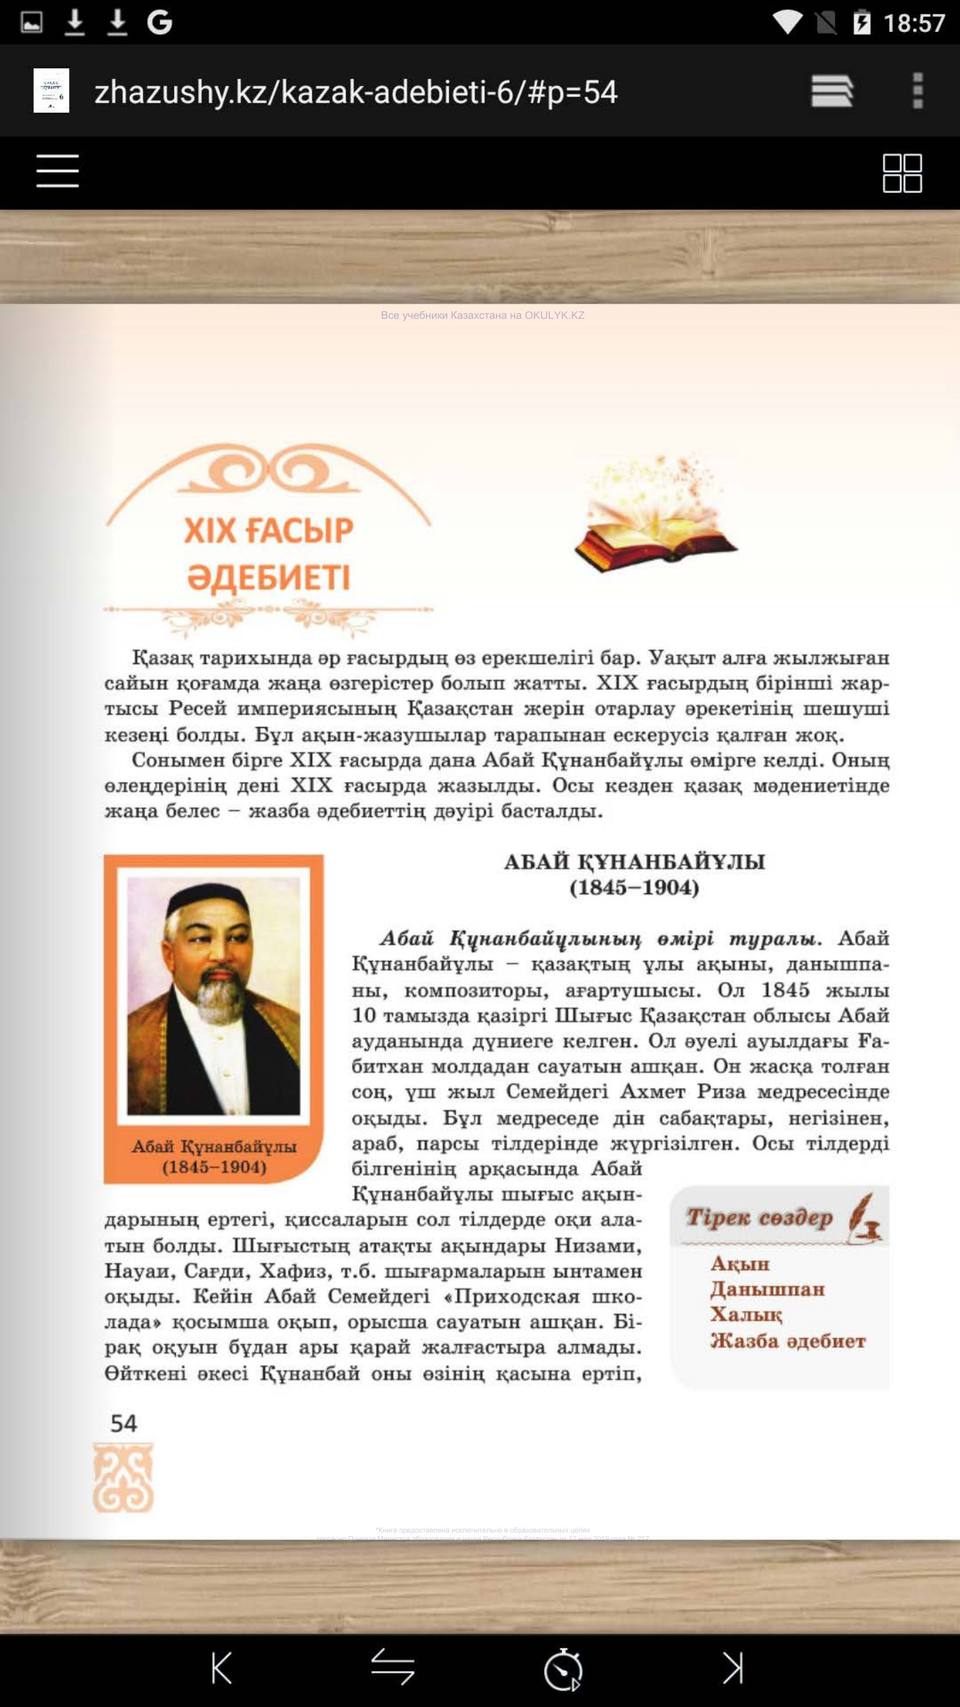 18:57
zhazushy.kz/kazak-adebieti-6/#p=54
Все учебники Казахстана на OKULYK.KZ
XIX ҒАСЫР
ӘДЕБИЕТІ
Қазақ тарихында әр ғасырдың өз ерекшелігі бар. Уақыт алға жылжыған
сайын қоғамда жаңа өзгерістер болып жатты. XIX ғасырдың бірінші жар-
тысы Ресей империясының Қазақстан жерін отарлау әрекетінің шешуші
кезеңі болды. Бұл ақын-жазушылар тарапынан ескерусіз қалған жоқ.
Сонымен бірге XIX ғасырда дана Абай Құнанбайұлы өмірге келді. Оның
өлеңдерінің дені XIX ғасырда жазылды. Осы кезден қазақ мәдениетінде
жаңа белес – жазба әдебиеттің дәуірі басталды.
АБАЙ ҚҰНАНБАЙҰЛЫ
(1845–1904)
Абай Құнанбайұлы
(1845–1904)
Абай Құнанбайұлының өмірі туралы. Абай
Құнанбайұлы – қазақтың ұлы ақыны, данышпа-
ны, композиторы, ағартушысы. Ол 1845 жылы
10 тамызда қазіргі Шығыс Қазақстан облысы Абай
ауданында дүниеге келген. Ол әуелі ауылдағы Ға-
битхан молдадан сауатын ашқан. Он жасқа толған
соң, үш жыл Семейдегі Ахмет Риза медресесінде
оқыды. Бұл медреседе дін сабақтары, негізінен,
араб, парсы тілдерінде жүргізілген. Осы тілдерді
білгенінің арқасында Абай
Құнанбайұлы шығыс ақын-
дарының ертегі, қиссаларын сол тілдерде оқи ала-
тын болды. Шығыстың атақты ақындары Низами,
Науаи, Сағди, Хафиз, т.б. шығармаларын ынтамен
оқыды. Кейін Абай Семейдегі «Приходская шко-
лада» қосымша оқып, орысша сауатын ашқан. Бі-
рақ оқуын бұдан ары қарай жалғастыра алмады.
Өйткені әкесі Құнанбай оны өзінің қасына ертіп,
Тірек сөздер
Ақын
Данышпан
Халық
Жазба әдебиет
54
*Книга предоставлена исключительно в образовательных целях